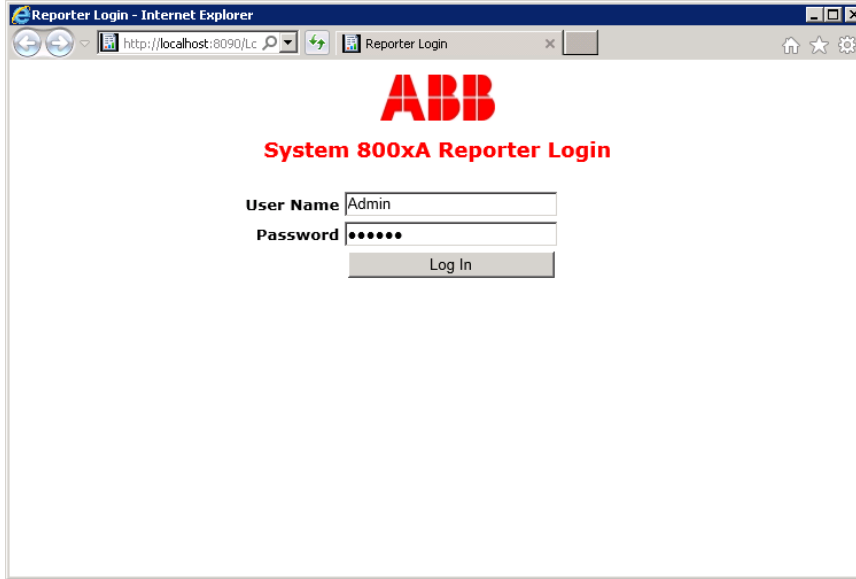 Reporter Login - Internet Explorer
http://localhost:8090/Lc
Reporter Login
ABB
System 800xA Reporter Login
User Name Admin
Password ••••••
Log In